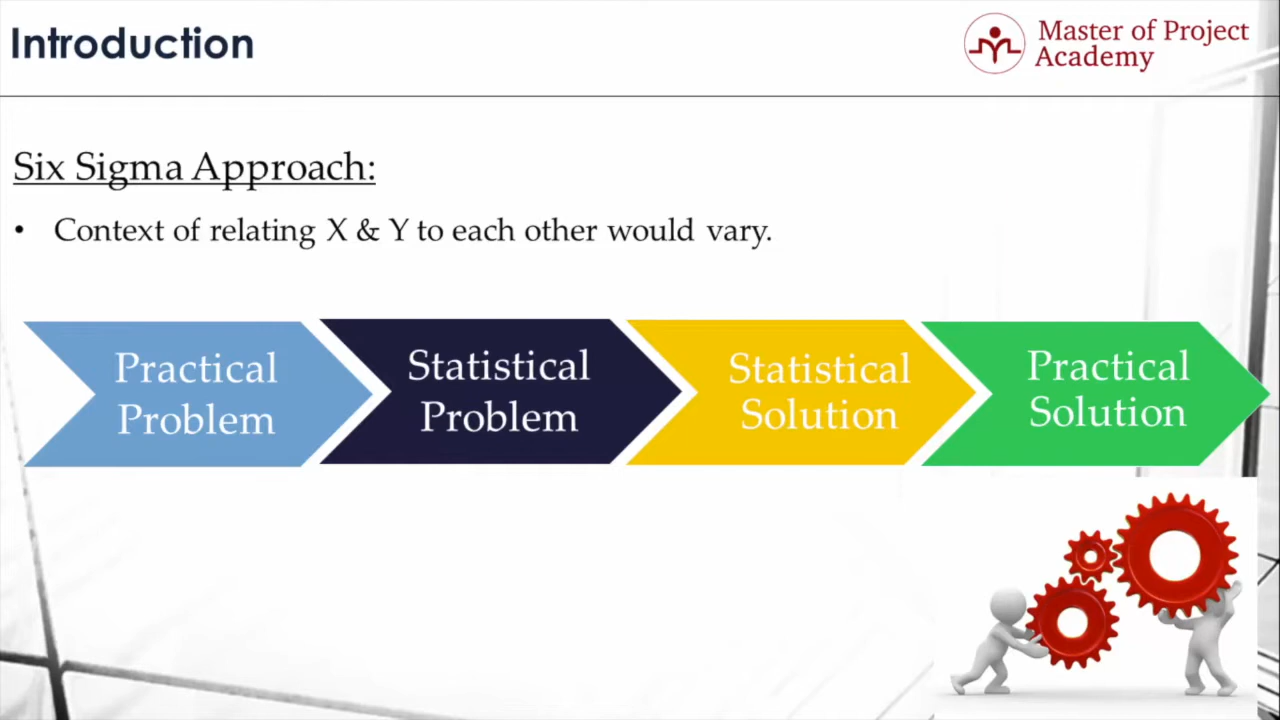 Introduction
Master of Project
Academy
Six Sigma Approach:
• Context of relating X & Y to each other would vary.
Practical
Problem
Statistical
Problem
Statistical
Solution
Practical
Solution